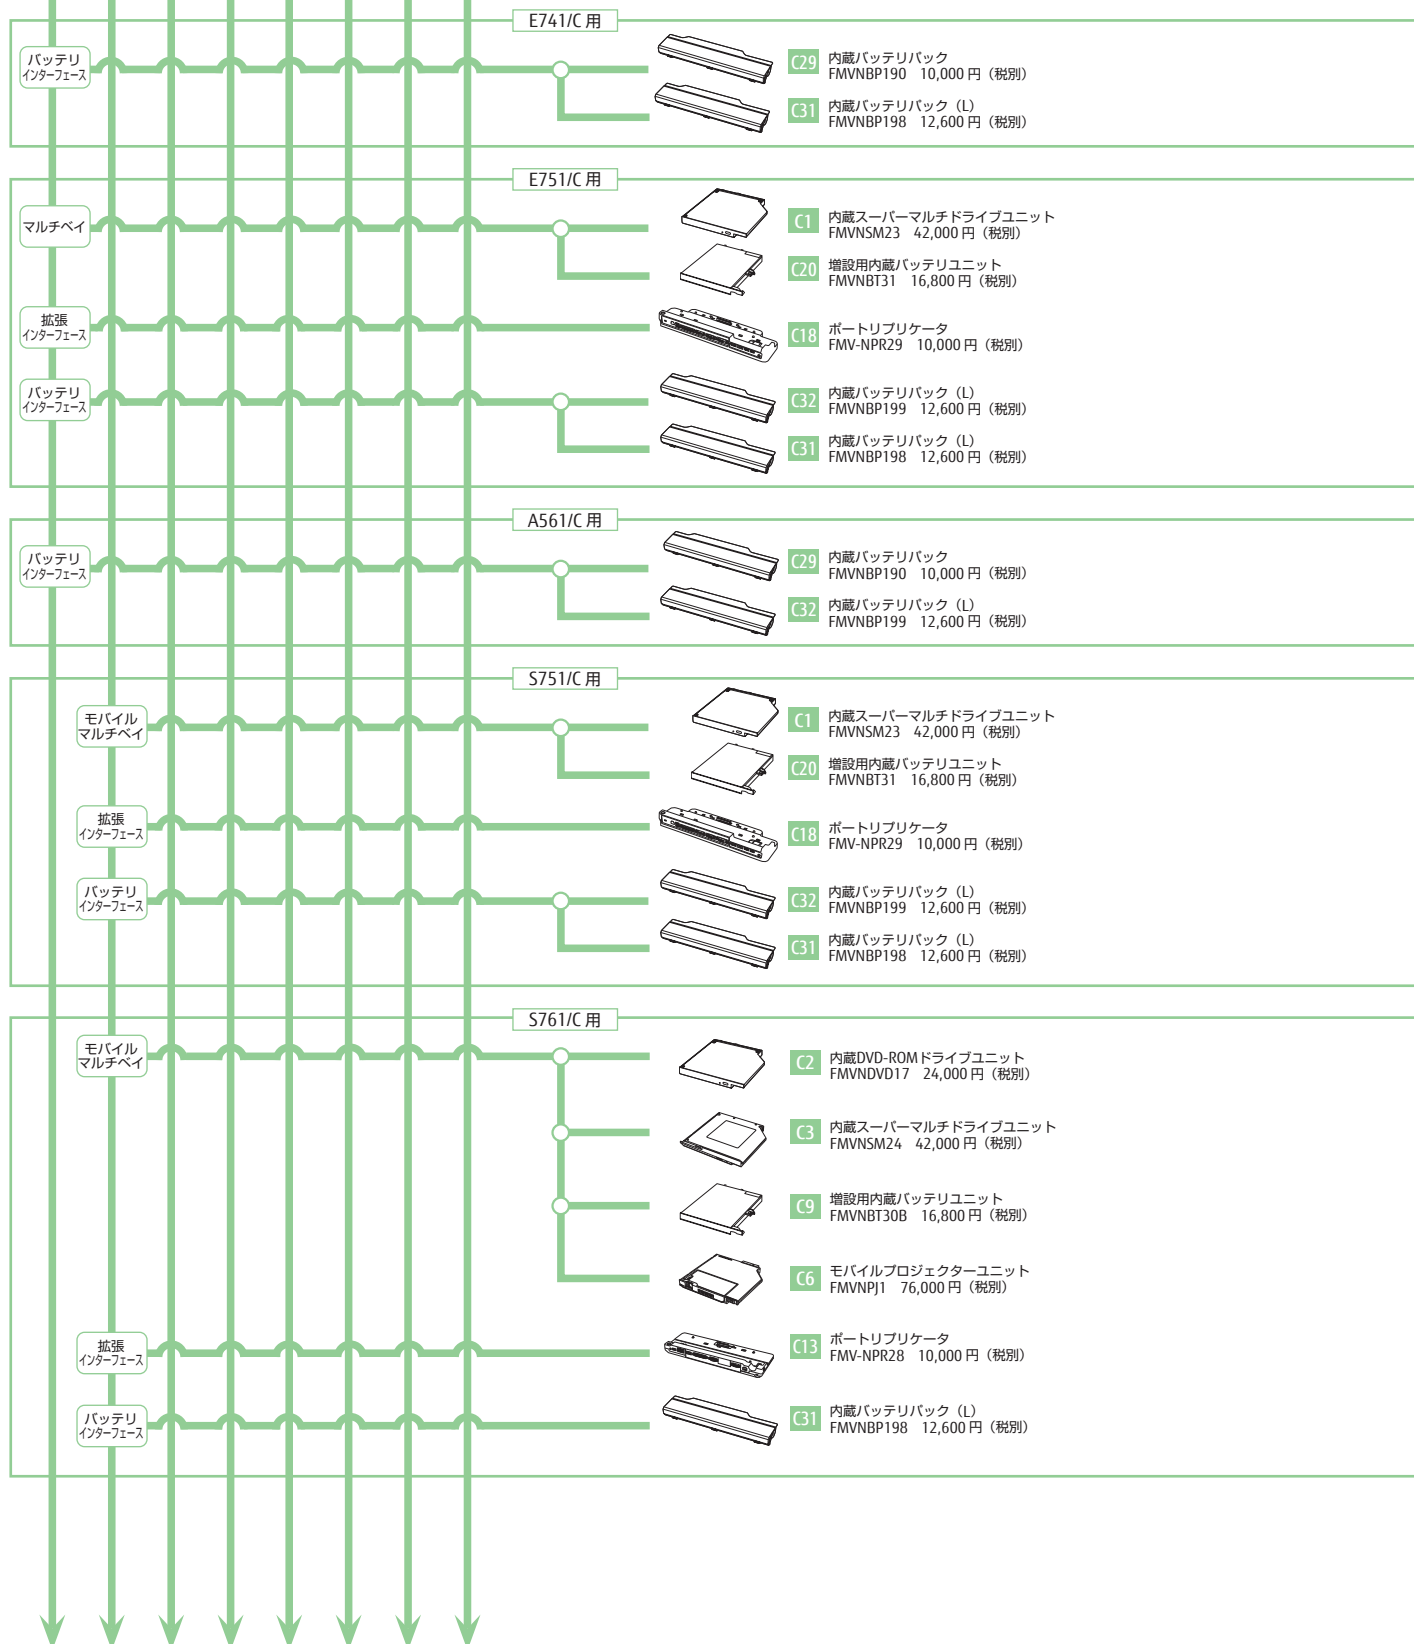 E741/C 用
バッテリ
インターフェース
C29 内蔵バッテリパック
FMVNBP190 10,000 円（税別）
C31 内蔵バッテリパック（L）
FMVNBP198 12,600 円（税別）
E751/C 用
マルチベイ
C1 内蔵スーパーマルチドライブユニット
FMVNSM23 42,000 円（税別）
C20 増設用内蔵バッテリユニット
FMVNBT31 16,800 円（税別）
拡張
インターフェース
C18 ポートリプリケータ
FMV-NPR29 10,000 円（税別）
バッテリ
インターフェース
C32 内蔵バッテリパック（L）
FMVNBP199 12,600 円（税別）
C31 内蔵バッテリパック（L）
FMVNBP198 12,600 円（税別）
A561/C 用
バッテリ
インターフェース
C29 内蔵バッテリパック
FMVNBP190 10,000 円（税別）
C32 内蔵バッテリパック（L）
FMVNBP199 12,600 円（税別）
S751/C 用
モバイル
マルチベイ
C1 内蔵スーパーマルチドライブユニット
FMVNSM23 42,000 円（税別）
C20 増設用内蔵バッテリユニット
FMVNBT31 16,800 円（税別）
拡張
インターフェース
C18 ポートリプリケータ
FMV-NPR29 10,000 円（税別）
バッテリ
インターフェース
C32 内蔵バッテリパック（L）
FMVNBP199 12,600 円（税別）
C31 内蔵バッテリパック（L）
FMVNBP198 12,600 円（税別）
S761/C 用
モバイル
マルチベイ
C2 内蔵DVD-ROMドライブユニット
FMVNDVD17 24,000 円（税別）
C3 内蔵スーパーマルチドライブユニット
FMVNSM24 42,000 円（税別）
C9 増設用内蔵バッテリユニット
FMVNBT30B 16,800 円（税別）
C6 モバイルプロジェクターユニット
FMVNPJ1 76,000 円（税別）
拡張
インターフェース
C13 ポートリプリケータ
FMV-NPR28 10,000 円（税別）
バッテリ
インターフェース
C31 内蔵バッテリパック（L）
FMVNBP198 12,600 円（税別）